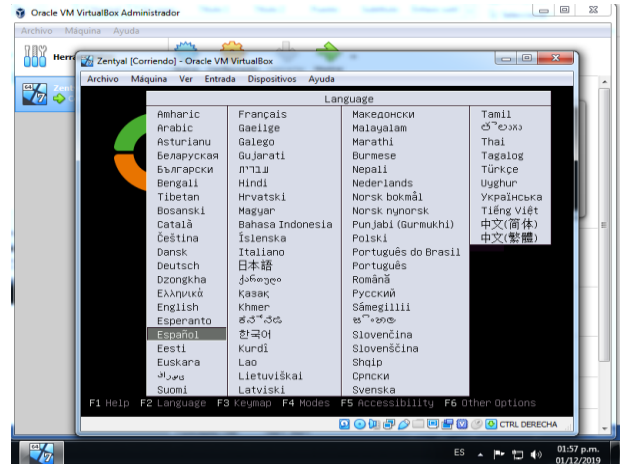 Oracle VM VirtualBox Administrador
Archivo Máquina Ayuda
Herra
Zentyal [Corriendo] - Oracle VM VirtualBox
Archivo Máquina Ver Entrada Dispositivos Ayuda
Language
Amharic Français Македонски Tamil
Arabic Gaeilge Malayalam తెలుగు
Asturianu Galego Marathi Thai
Беларуская Gujarati Burmese Tagalog
Български עברית Nepali Türkçe
Bengali Hindi Nederlands Uyghur
Tibetan Hrvatski Norsk bokmål Українська
Bosanski Magyar Norsk nynorsk Tiếng Việt
Català Bahasa Indonesia Punjabi (Gurmukhi) 中文(简体)
Čeština Íslenska Polski 中文(繁體)
Dansk Italiano Português do Brasil
Deutsch 日本語 Português
Dzongkha ქართული Română
Ελληνικά Қазақ Русский
English Khmer Sámegillii
Esperanto ಕನ್ನಡ සිංහල
Español 한국어 Slovenčina
Eesti Kurdî Slovenščina
Euskara Lao Shqip
فارسی Lietuviškai Српски
Suomi Latviski Svenska
F1 Help F2 Language F3 Keymap F4 Modes F5 Accessibility F6 Other Options
CTRL DERECHA
ES
01:57 p.m.
01/12/2019